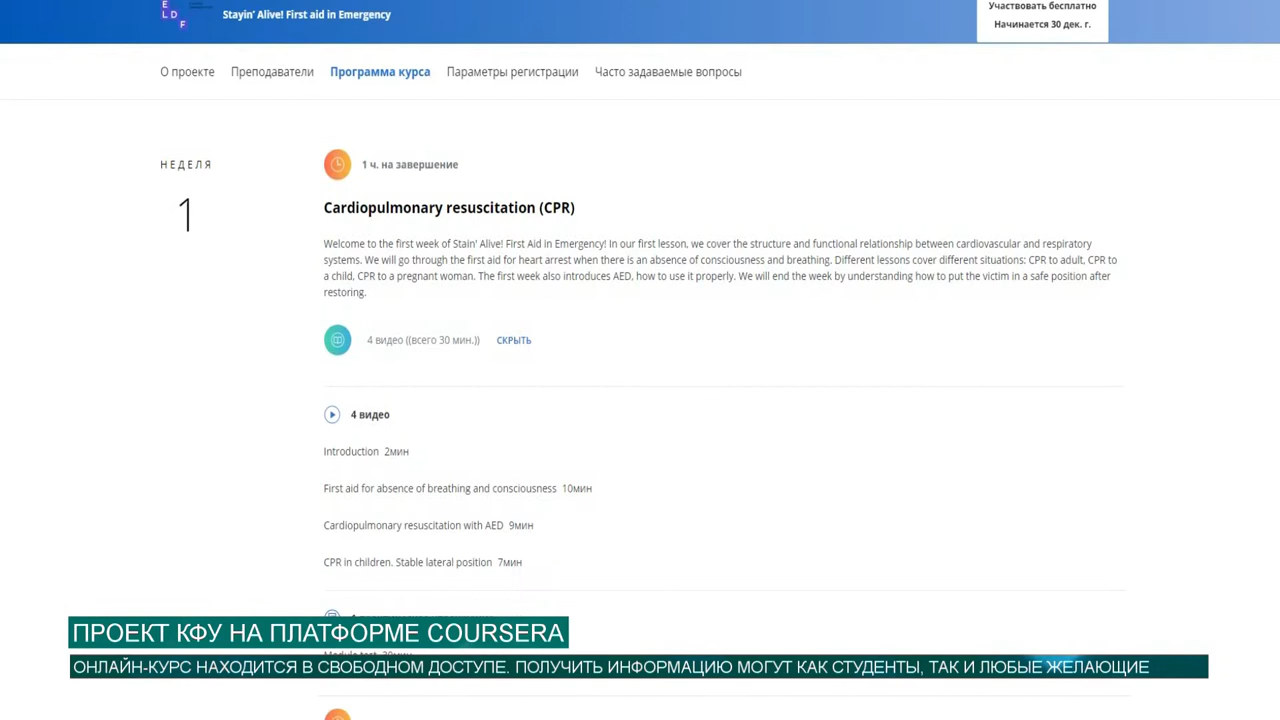 E
L D
F
Stayin' Alive! First aid in Emergency
Участвовать бесплатно
Начинается 30 дек. г.
О проекте Преподаватели Программа курса Параметры регистрации Часто задаваемые вопросы
НЕДЕЛЯ
1
1 ч. на завершение
Cardiopulmonary resuscitation (CPR)
Welcome to the first week of Stain' Alive! First Aid in Emergency! In our first lesson, we cover the structure and functional relationship between cardiovascular and respiratory
systems. We will go through the first aid for heart arrest when there is an absence of consciousness and breathing. Different lessons cover different situations: CPR to adult, CPR to
a child, CPR to a pregnant woman. The first week also introduces AED, how to use it properly. We will end the week by understanding how to put the victim in a safe position after
restoring.
4 видео ((всего 30 мин.)) СКРЫТЬ
4 видео
Introduction 2мин
First aid for absence of breathing and consciousness 10мин
Cardiopulmonary resuscitation with AED 9мин
CPR in children. Stable lateral position 7мин
ПРОЕКТ КФУ НА ПЛАТФОРМЕ COURSERA
ОНЛАЙН-КУРС НАХОДИТСЯ В СВОБОДНОМ ДОСТУПЕ. ПОЛУЧИТЬ ИНФОРМАЦИЮ МОГУТ КАК СТУДЕНТЫ, ТАК И ЛЮБЫЕ ЖЕЛАЮЩИЕ